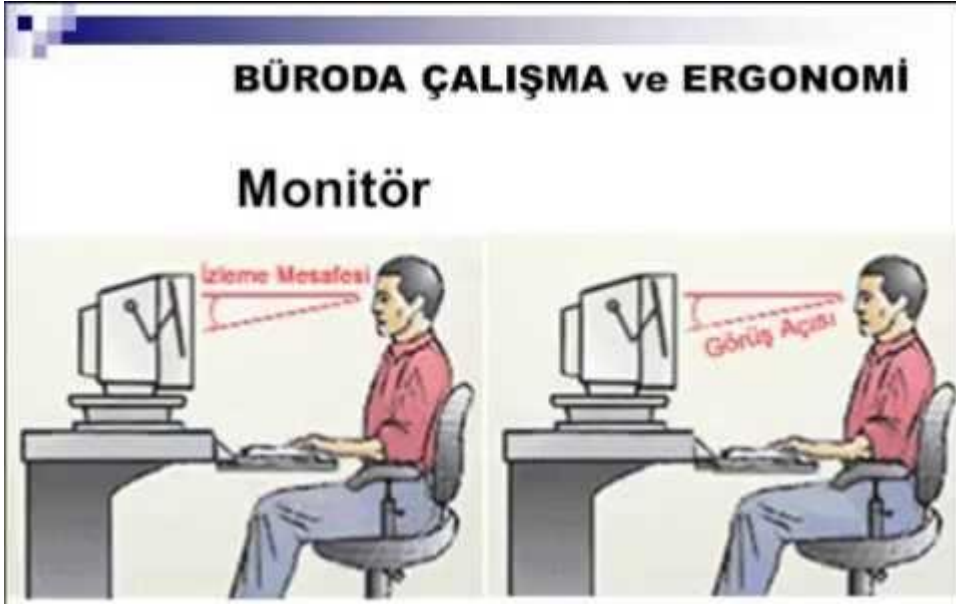 BÜRODA ÇALIŞMA ve ERGONOMİ
Monitör
İzleme Mesafesi
Görüş Açısı